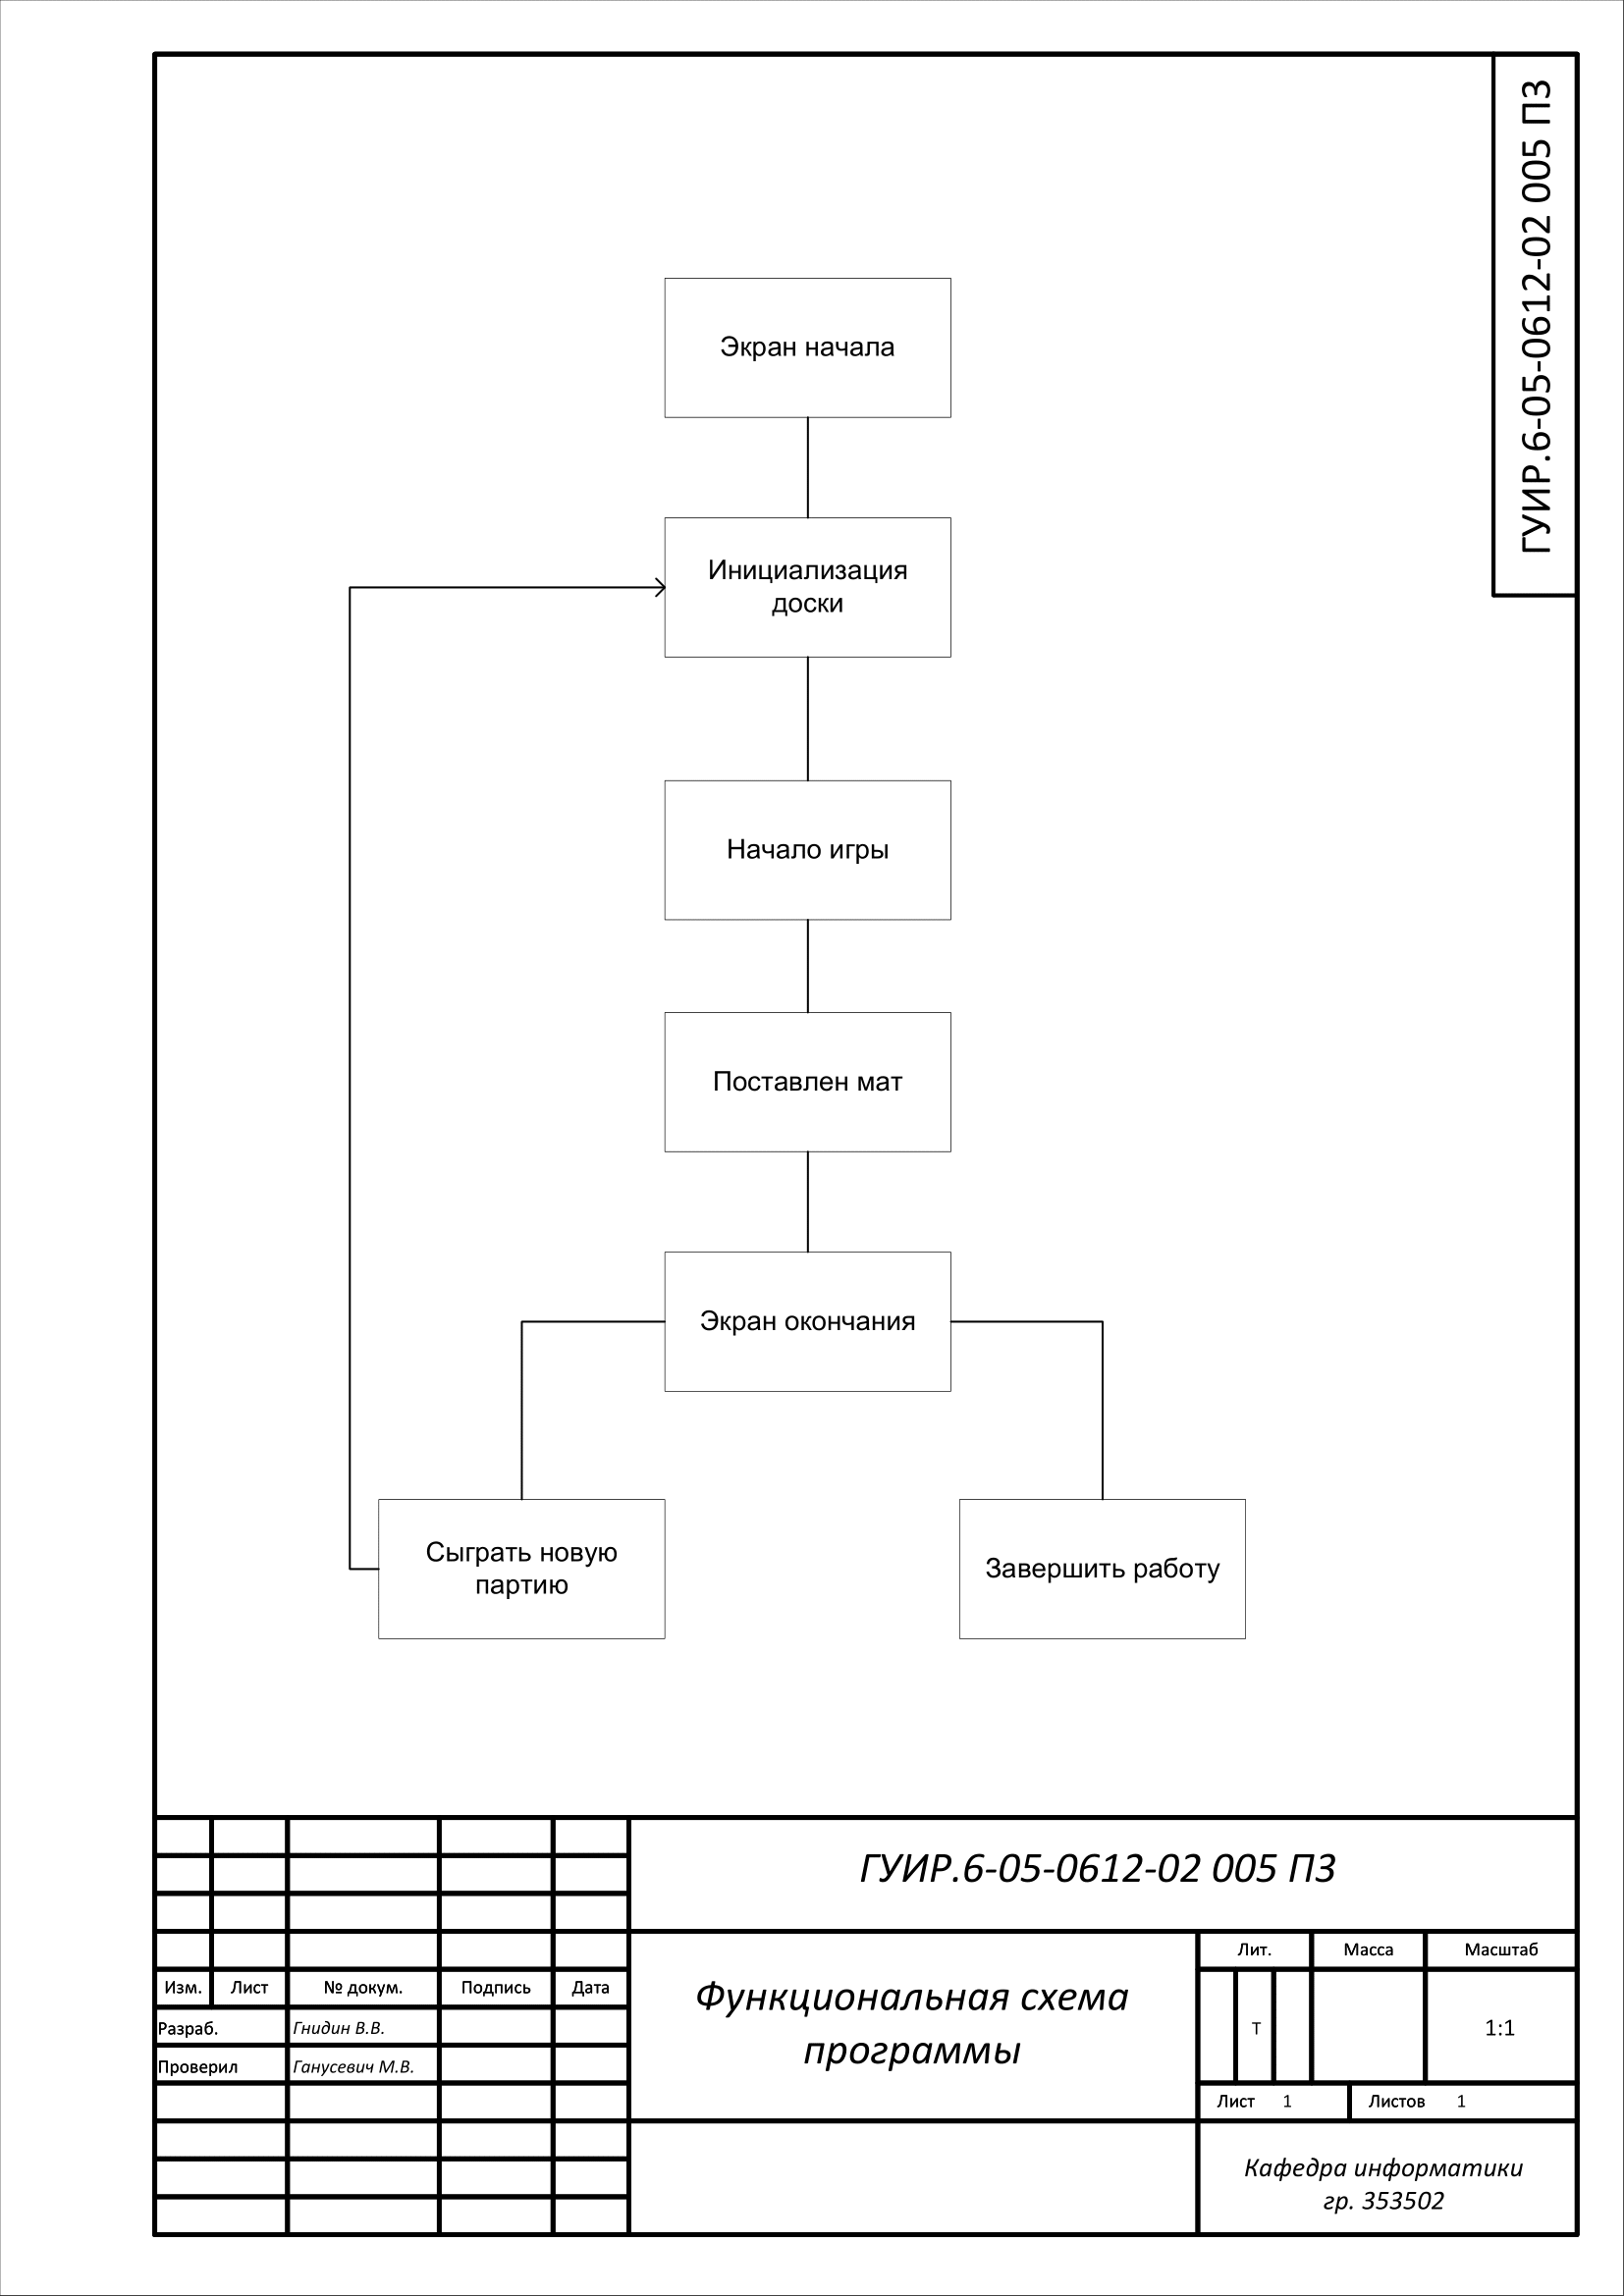 ГУИР.6-05-0612-02 005 ПЗ
Экран начала
Инициализация
доски
Начало игры
Поставлен мат
Экран окончания
Сыграть новую
партию
Завершить работу
ГУИР.6-05-0612-02 005 ПЗ
Лит. Масса Масштаб
Изм. Лист № докум. Подпись Дата
Функциональная схема
программы
Разраб. Гнидин В.В.
Т 1:1
Проверил Ганусевич М.В.
Лист 1 Листов 1
Кафедра информатики
гр. 353502